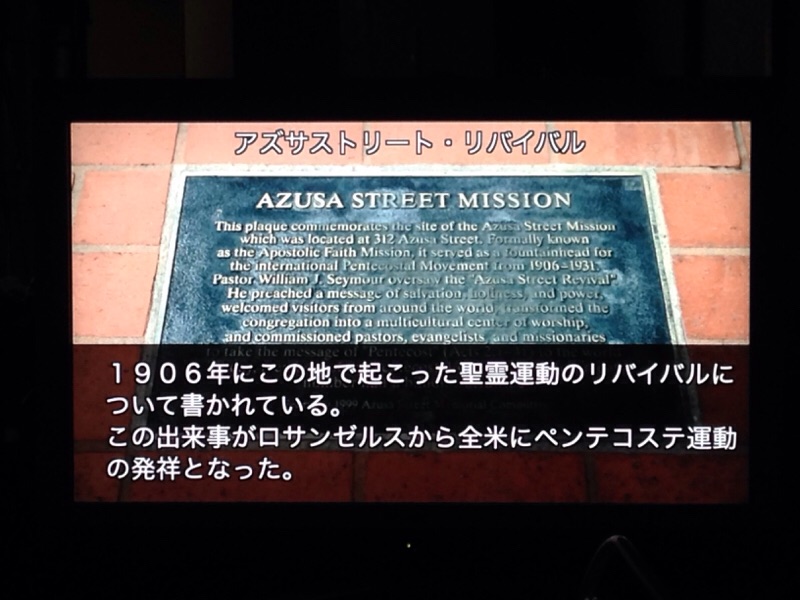 アズサストリート・リバイバル
AZUSA STREET MISSION
This plaque commemorates the site of the Azusa Street Mission
which was located at 312 Azusa Street. Formally known
as the Apostolic Faith Mission, it served as a fountainhead for
the international Pentecostal Movement from 1906-1931.
Pastor William J. Seymour oversaw the "Azusa Street Revival"
He preached a message of salvation, holiness, and power,
welcomed visitors from around the world, transformed the
congregation into a multicultural center of worship,
and commissioned pastors, evangelists, and missionaries
to take the message of "Pentecost"
1906年にこの地で起こった聖霊運動のリバイバルに
ついて書かれている。
この出来事がロサンゼルスから全米にペンテコステ運動
の発祥となった。